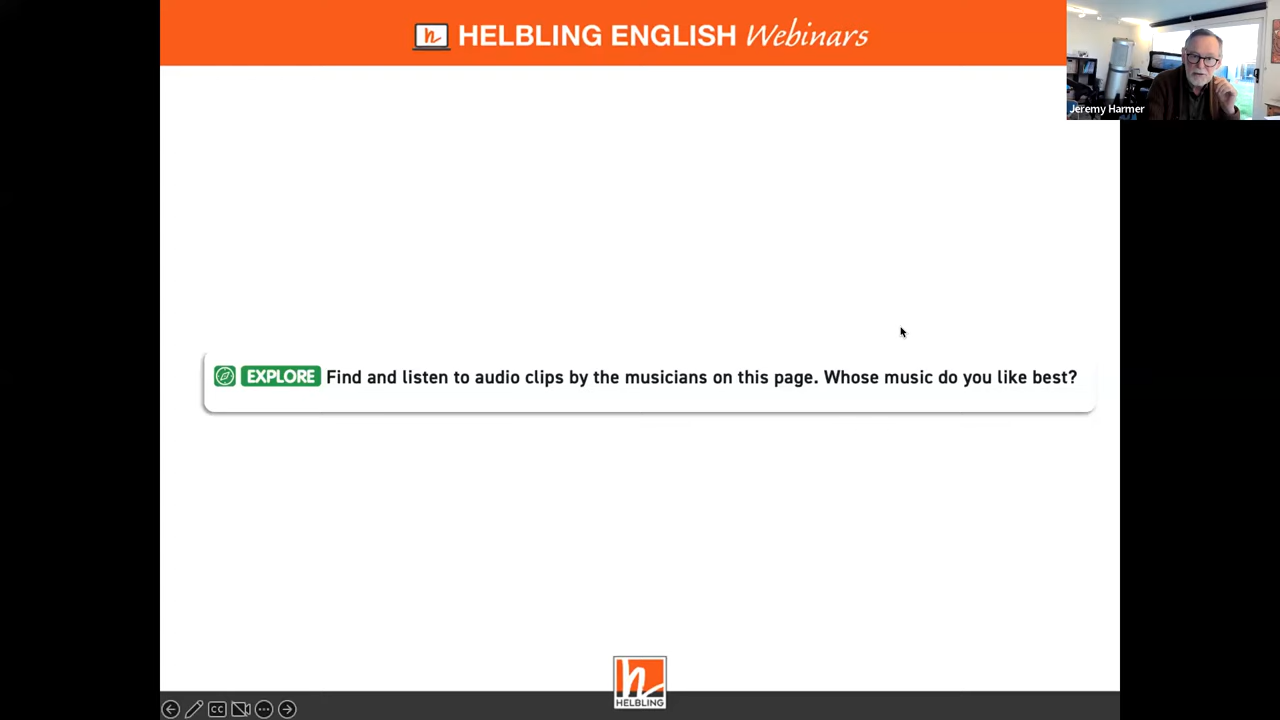 HELBLING ENGLISH Webinars
Jeremy Harmer
EXPLORE Find and listen to audio clips by the musicians on this page. Whose music do you like best?
HELBLING
CC